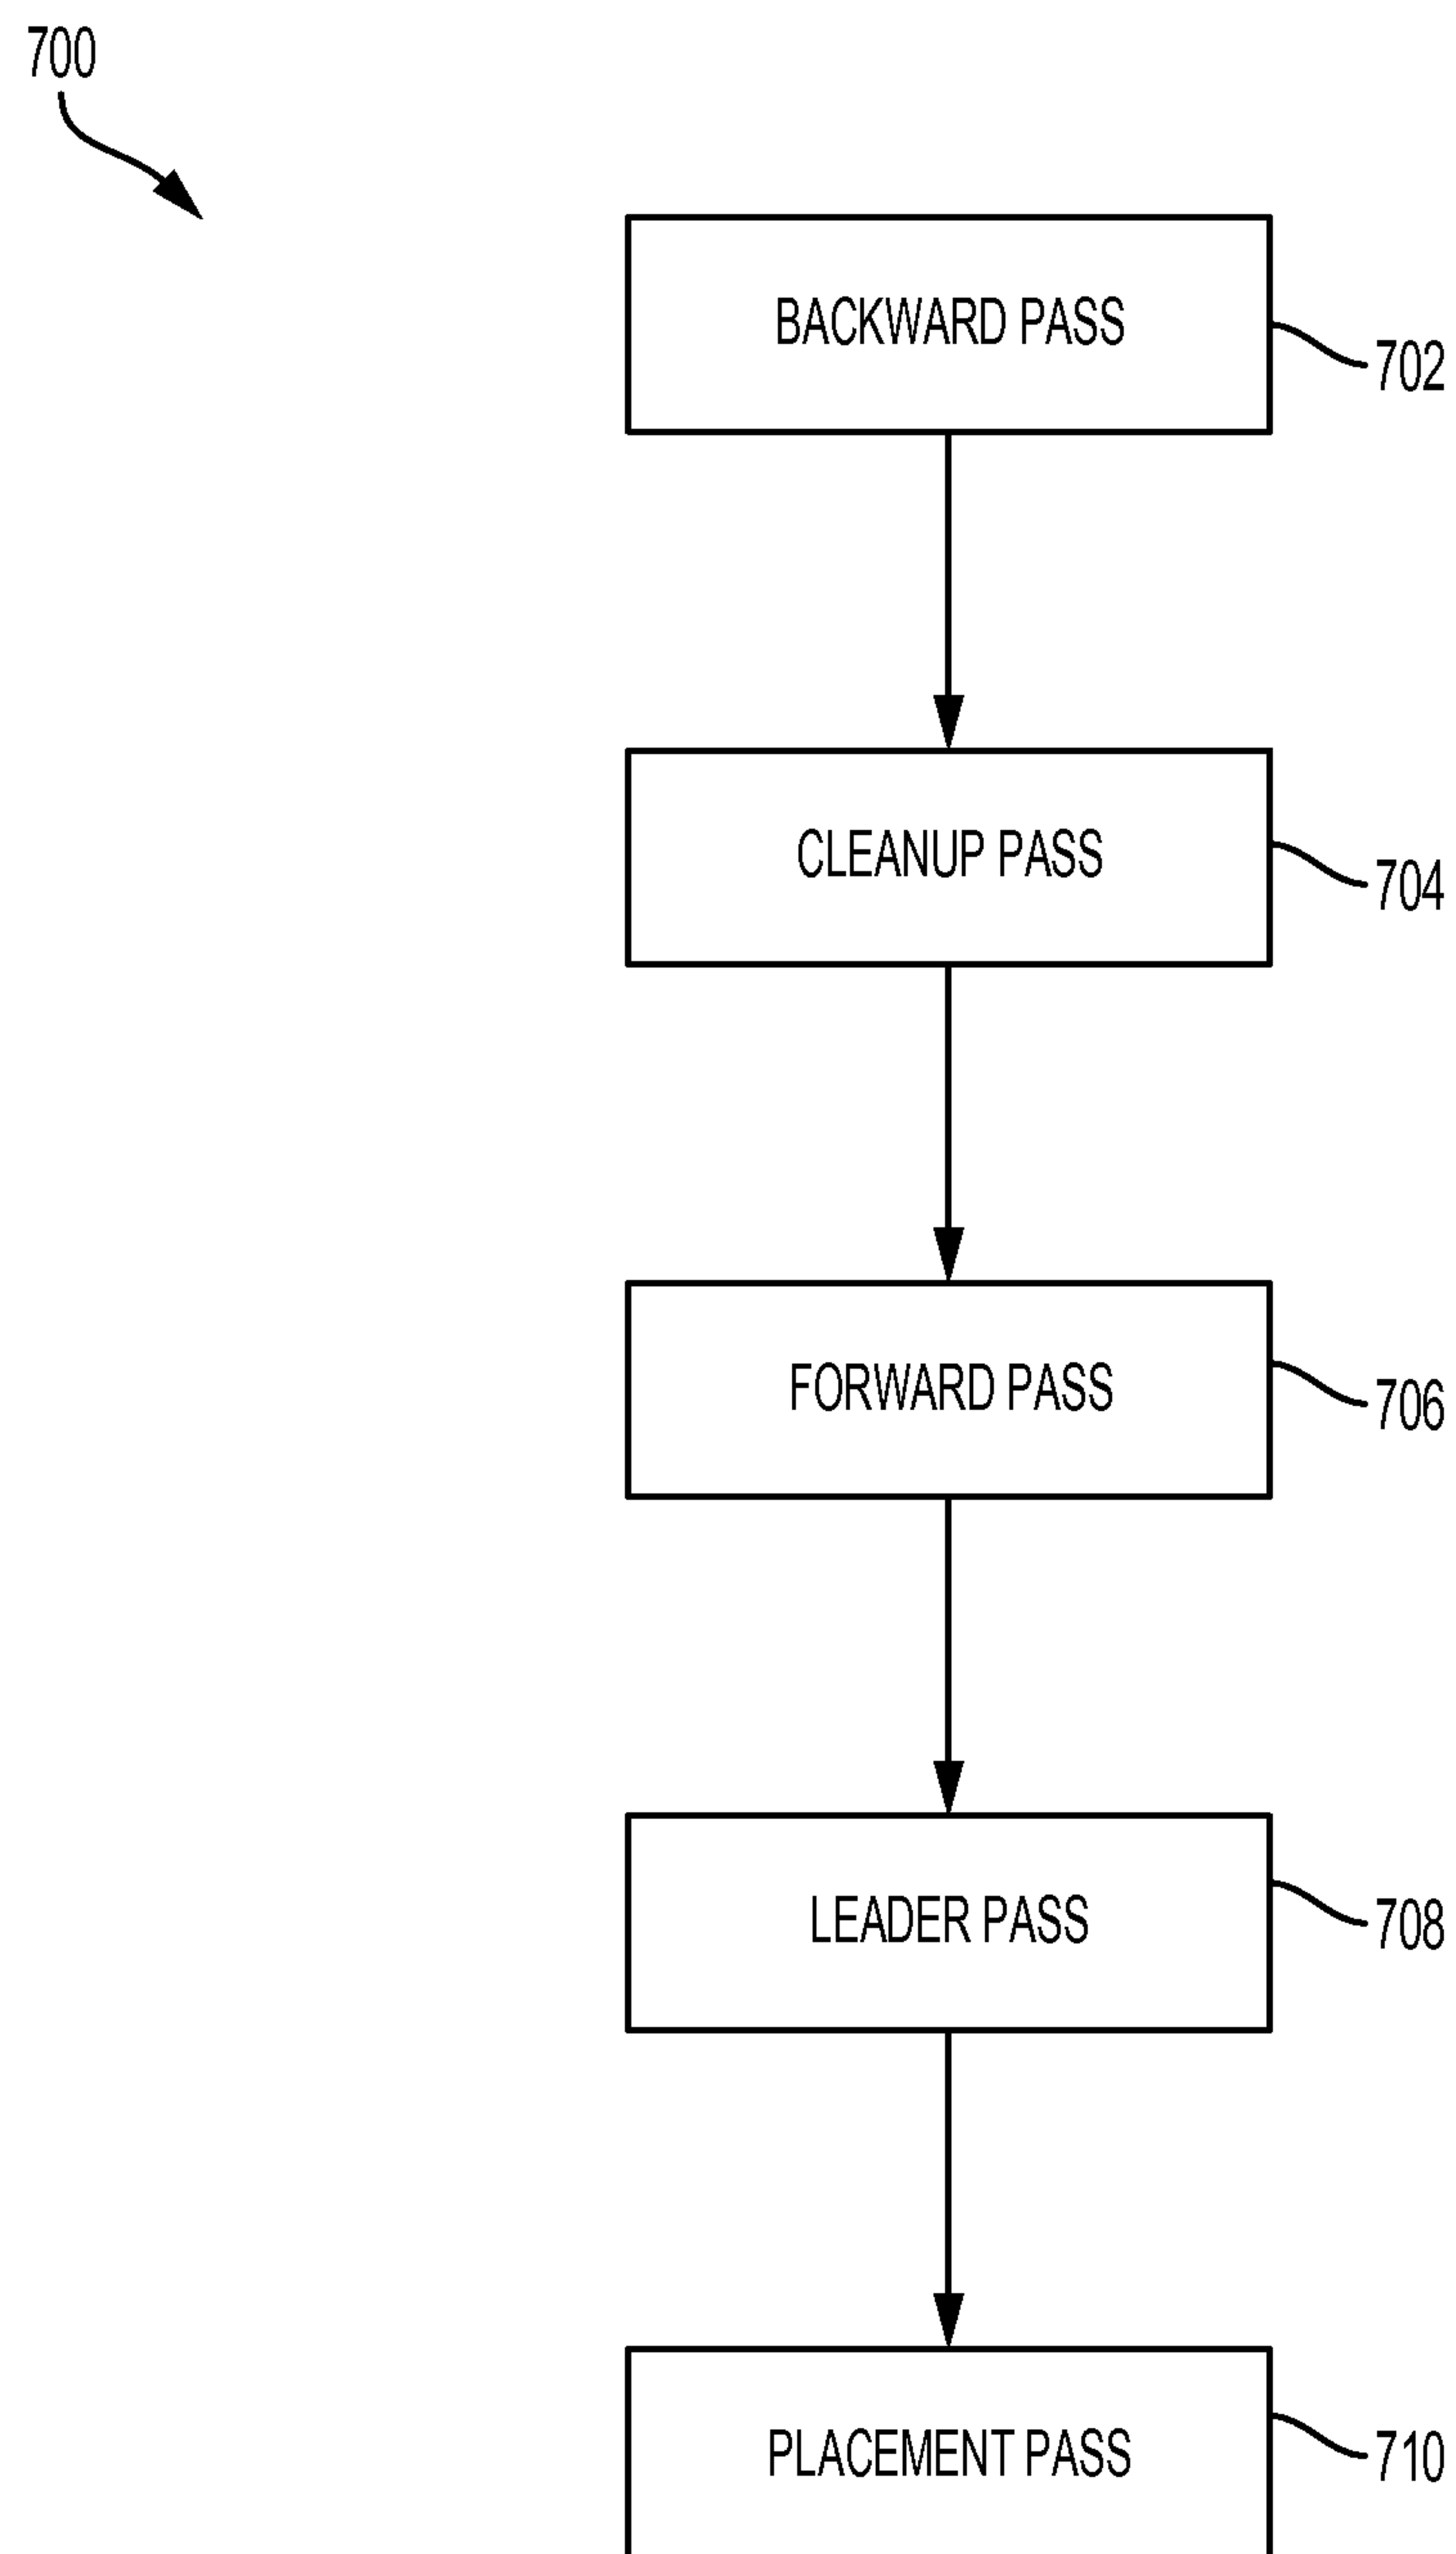 700
BACKWARD PASS
702
CLEANUP PASS
704
FORWARD PASS
706
LEADER PASS
708
PLACEMENT PASS
710